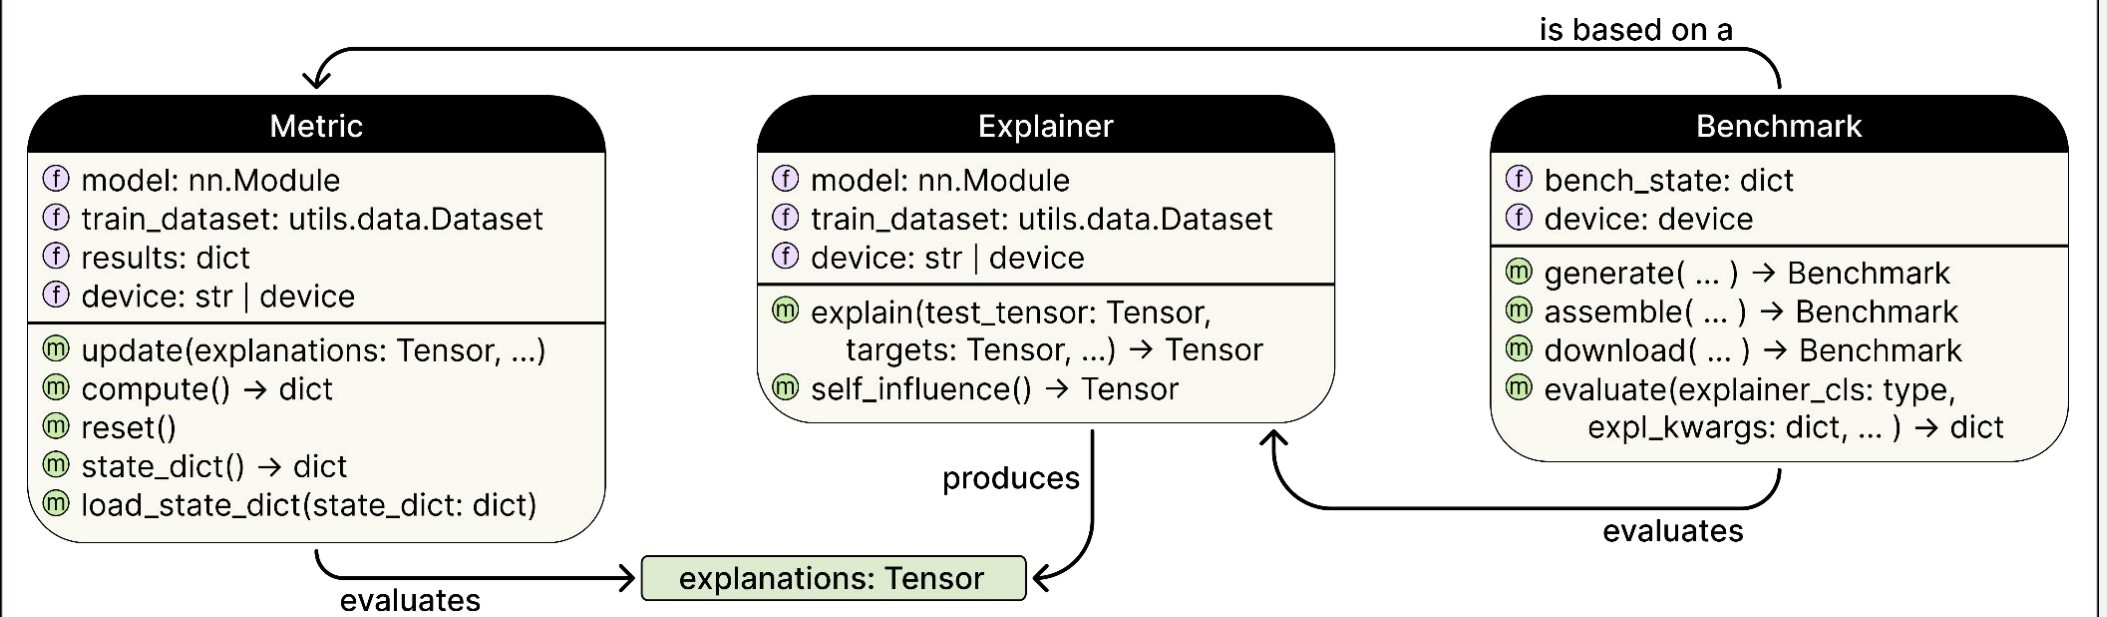 is based on a
Metric
ⓕ model: nn.Module
ⓕ train_dataset: utils.data.Dataset
ⓕ results: dict
ⓕ device: str | device
ⓜ update(explanations: Tensor, ...)
ⓜ compute() → dict
ⓜ reset()
ⓜ state_dict() → dict
ⓜ load_state_dict(state_dict: dict)
Explainer
ⓕ model: nn.Module
ⓕ train_dataset: utils.data.Dataset
ⓕ device: str | device
ⓜ explain(test_tensor: Tensor,
targets: Tensor, ...) → Tensor
ⓜ self_influence() → Tensor
Benchmark
ⓕ bench_state: dict
ⓕ device: device
ⓜ generate( ... ) → Benchmark
ⓜ assemble( ... ) → Benchmark
ⓜ download( ... ) → Benchmark
ⓜ evaluate(explainer_cls: type,
expl_kwargs: dict, ... ) → dict
produces
evaluates
explanations: Tensor
evaluates